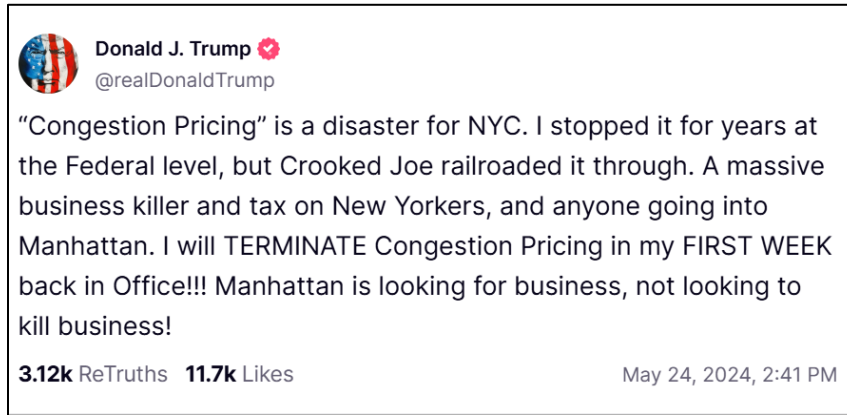 Donald J. Trump
@realDonaldTrump
“Congestion Pricing” is a disaster for NYC. I stopped it for years at
the Federal level, but Crooked Joe railroaded it through. A massive
business killer and tax on New Yorkers, and anyone going into
Manhattan. I will TERMINATE Congestion Pricing in my FIRST WEEK
back in Office!!! Manhattan is looking for business, not looking to
kill business!
3.12k ReTruths 11.7k Likes May 24, 2024, 2:41 PM